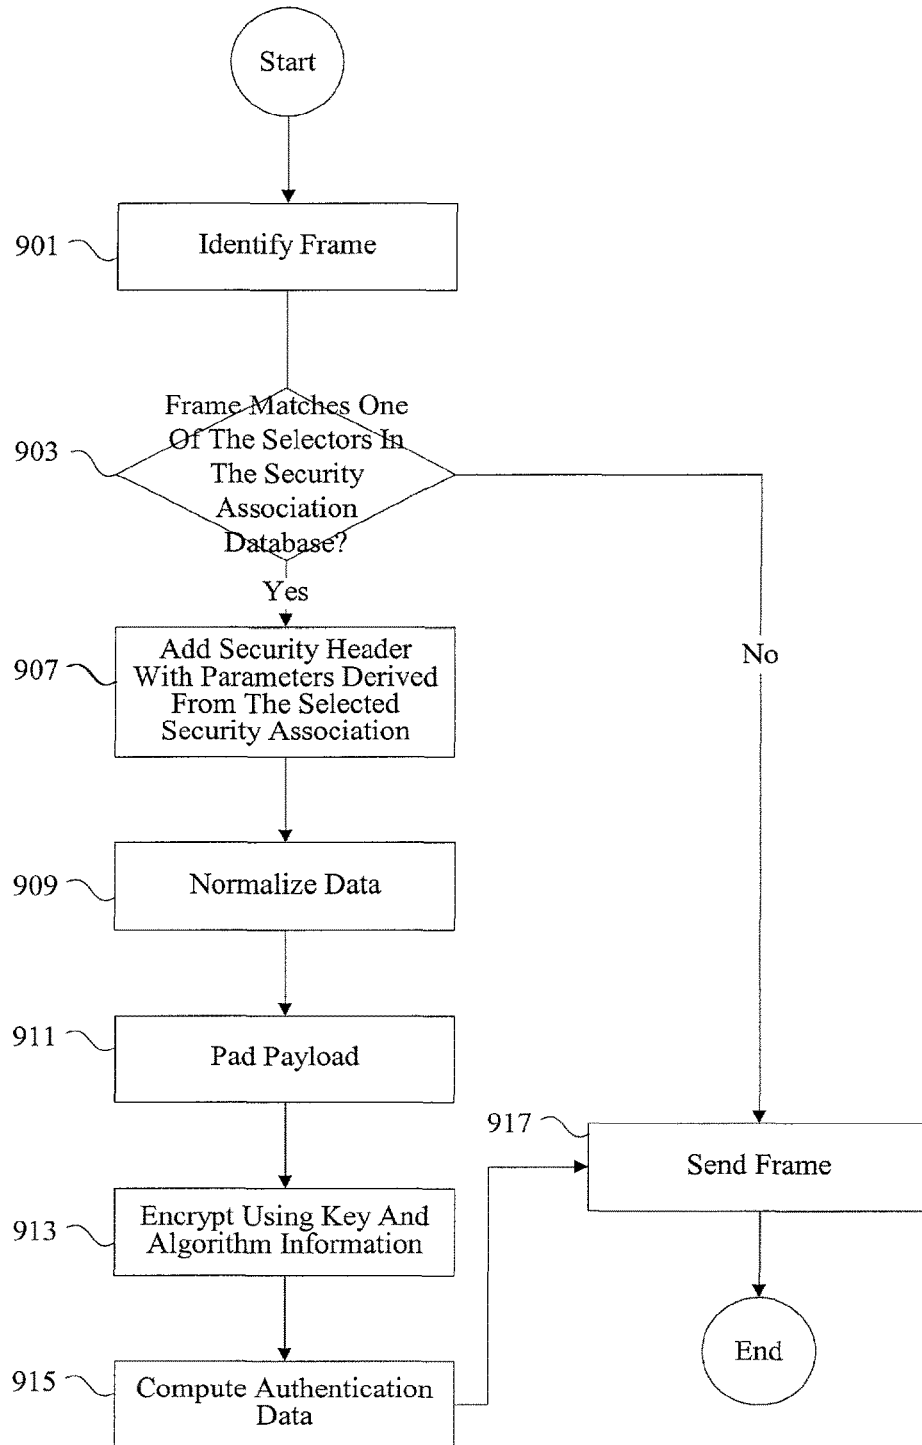 Start
901
Identify Frame
903
Frame Matches One
Of The Selectors In
The Security
Association
Database?
Yes
No
907
Add Security Header
With Parameters Derived
From The Selected
Security Association
909
Normalize Data
911
Pad Payload
913
Encrypt Using Key And
Algorithm Information
915
Compute Authentication
Data
917
Send Frame
End